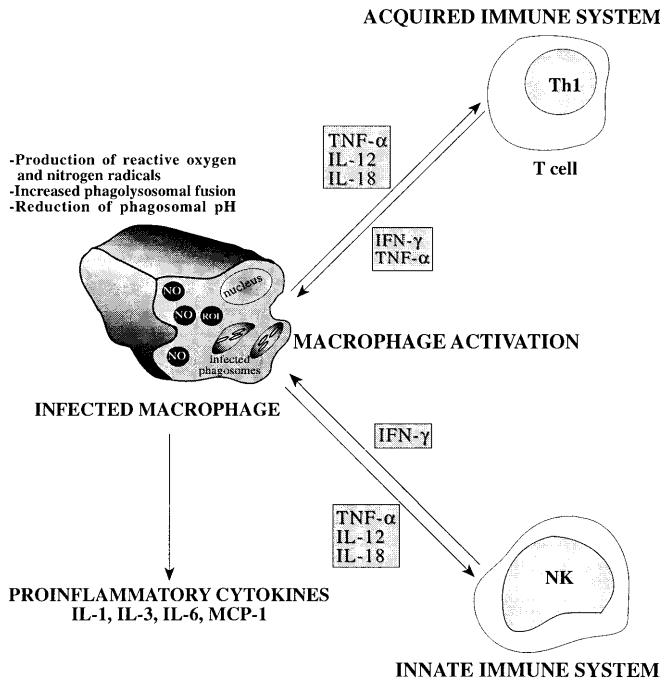 ACQUIRED IMMUNE SYSTEM
Th1
T cell
TNF-α
IL-12
IL-18
-Production of reactive oxygen
and nitrogen radicals
-Increased phagolysosomal fusion
-Reduction of phagosomal pH
IFN-γ
TNF-α
nucleus
NO
NO
ROI
NO
infected
phagosomes
MACROPHAGE ACTIVATION
INFECTED MACROPHAGE
IFN-γ
TNF-α
IL-12
IL-18
NK
PROINFLAMMATORY CYTOKINES
IL-1, IL-3, IL-6, MCP-1
INNATE IMMUNE SYSTEM